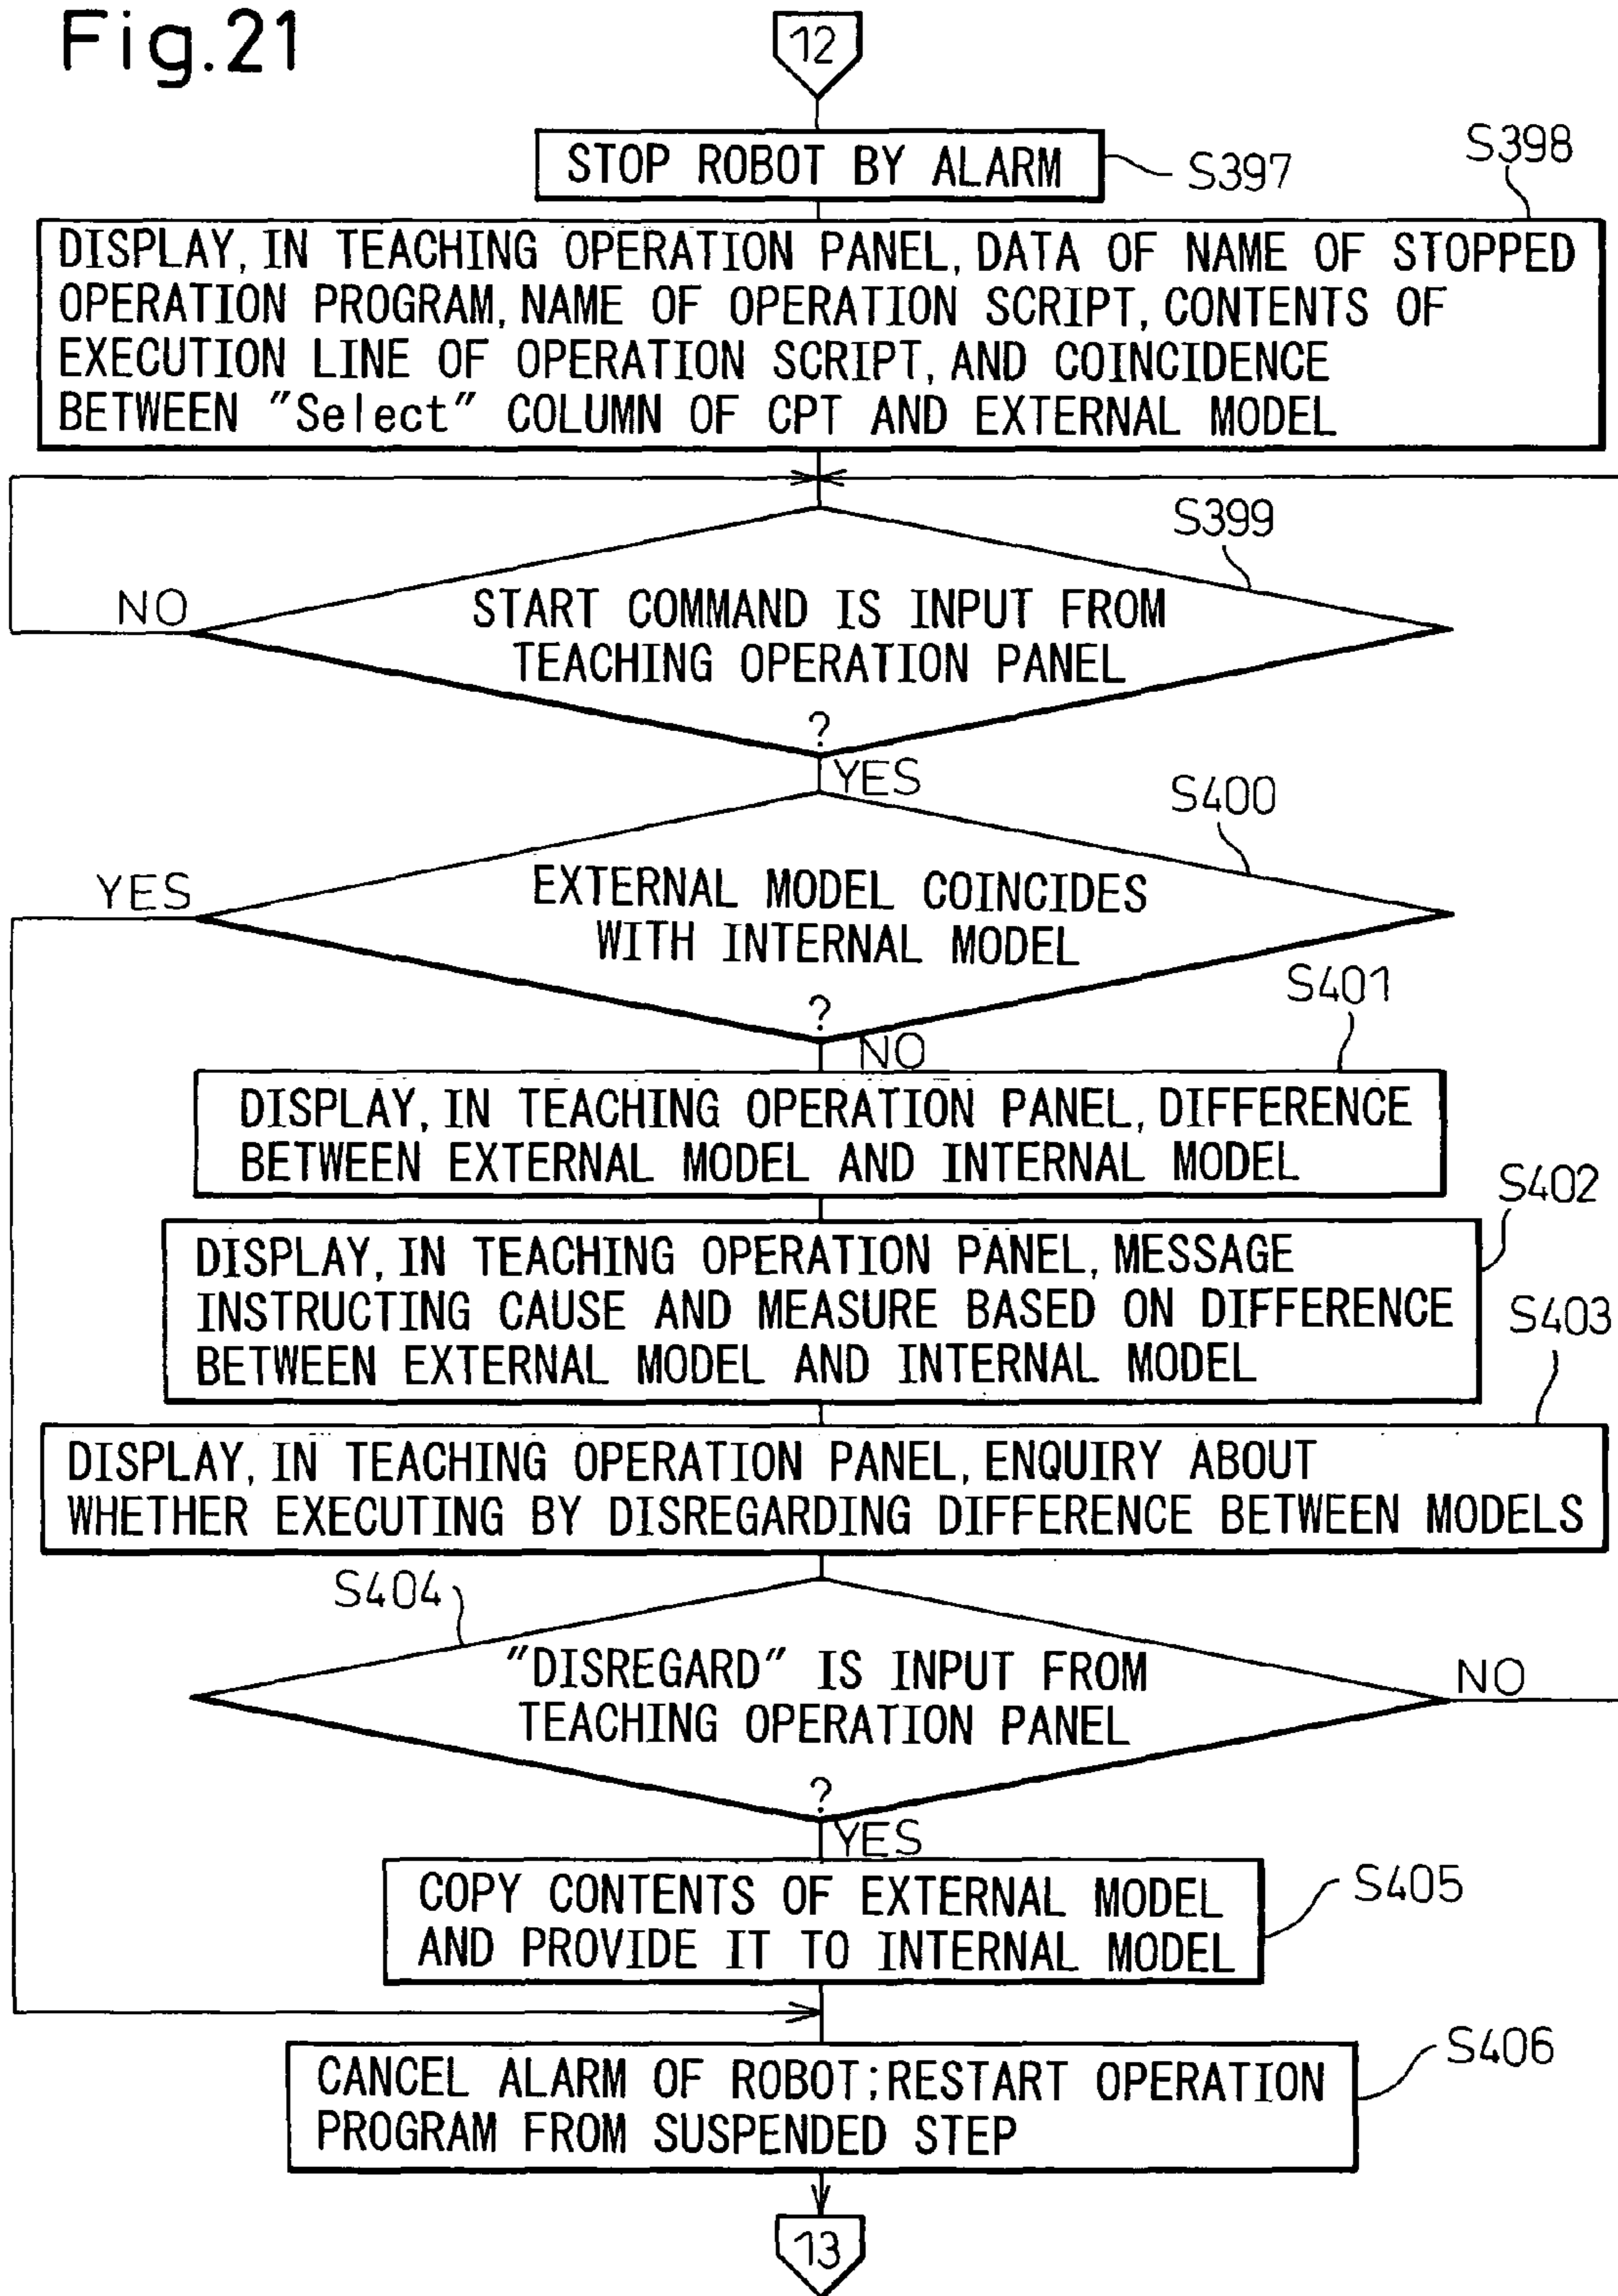 Fig.21
12
STOP ROBOT BY ALARM
S397
S398
DISPLAY, IN TEACHING OPERATION PANEL, DATA OF NAME OF STOPPED
OPERATION PROGRAM, NAME OF OPERATION SCRIPT, CONTENTS OF
EXECUTION LINE OF OPERATION SCRIPT, AND COINCIDENCE
BETWEEN "Select" COLUMN OF CPT AND EXTERNAL MODEL
S399
NO
START COMMAND IS INPUT FROM
TEACHING OPERATION PANEL
?
YES
S400
YES
EXTERNAL MODEL COINCIDES
WITH INTERNAL MODEL
?
NO
S401
DISPLAY, IN TEACHING OPERATION PANEL, DIFFERENCE
BETWEEN EXTERNAL MODEL AND INTERNAL MODEL
S402
DISPLAY, IN TEACHING OPERATION PANEL, MESSAGE
INSTRUCTING CAUSE AND MEASURE BASED ON DIFFERENCE
BETWEEN EXTERNAL MODEL AND INTERNAL MODEL
S403
DISPLAY, IN TEACHING OPERATION PANEL, ENQUIRY ABOUT
WHETHER EXECUTING BY DISREGARDING DIFFERENCE BETWEEN MODELS
S404
"DISREGARD" IS INPUT FROM
TEACHING OPERATION PANEL
?
NO
YES
COPY CONTENTS OF EXTERNAL MODEL
AND PROVIDE IT TO INTERNAL MODEL
S405
CANCEL ALARM OF ROBOT;RESTART OPERATION
PROGRAM FROM SUSPENDED STEP
S406
13